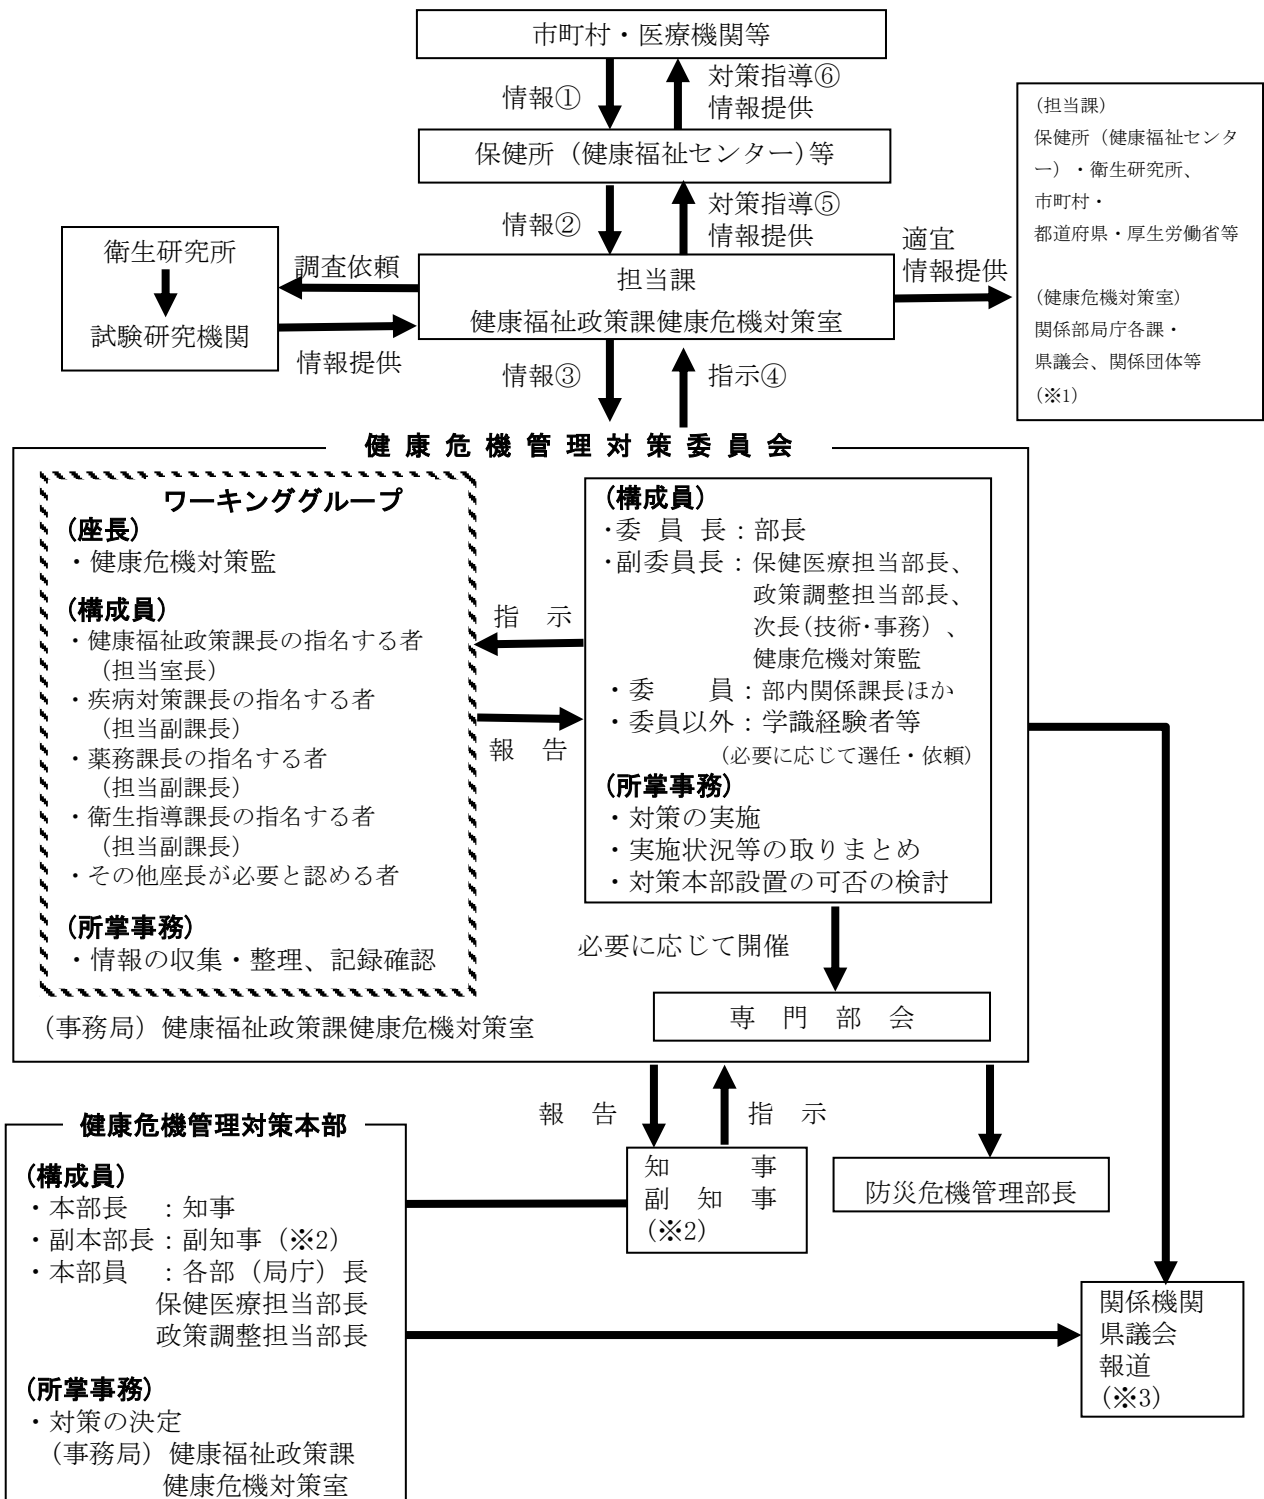 市町村・医療機関等
情報①
対策指導⑥
情報提供
保健所（健康福祉センター）等
情報②
対策指導⑤
情報提供
適宜
情報提供
(担当課)
保健所（健康福祉センタ
ー）・衛生研究所、
市町村・
都道府県・厚生労働省等
(健康危機対策室)
関係部局庁各課・
県議会、関係団体等
(※1)
衛生研究所
試験研究機関
調査依頼
情報提供
担当課
健康福祉政策課健康危機対策室
情報③
指示④
健康危機管理対策委員会
ワーキンググループ
(座長)
・健康危機対策監
(構成員)
・健康福祉政策課長の指名する者
（担当室長）
・疾病対策課長の指名する者
（担当副課長）
・薬務課長の指名する者
（担当副課長）
・衛生指導課長の指名する者
（担当副課長）
・その他座長が必要と認める者
(所掌事務)
・情報の収集・整理、記録確認
指　示
報　告
(構成員)
・委　員　長：部長
・副委員長：保健医療担当部長、
政策調整担当部長、
次長(技術・事務）、
健康危機対策監
・委　　員：部内関係課長ほか
・委員以外：学識経験者等
（必要に応じて選任・依頼）
(所掌事務)
・対策の実施
・実施状況等の取りまとめ
・対策本部設置の可否の検討
必要に応じて開催
専　門　部　会
（事務局）健康福祉政策課健康危機対策室
報　告
指　示
知　　　事
副　知　事
(※2)
防災危機管理部長
健康危機管理対策本部
(構成員)
・本部長　：知事
・副本部長：副知事（※2）
・本部員　：各部（局庁）長
保健医療担当部長
政策調整担当部長
(所掌事務)
・対策の決定
（事務局）健康福祉政策課
健康危機対策室
関係機関
県議会
報道
(※3)